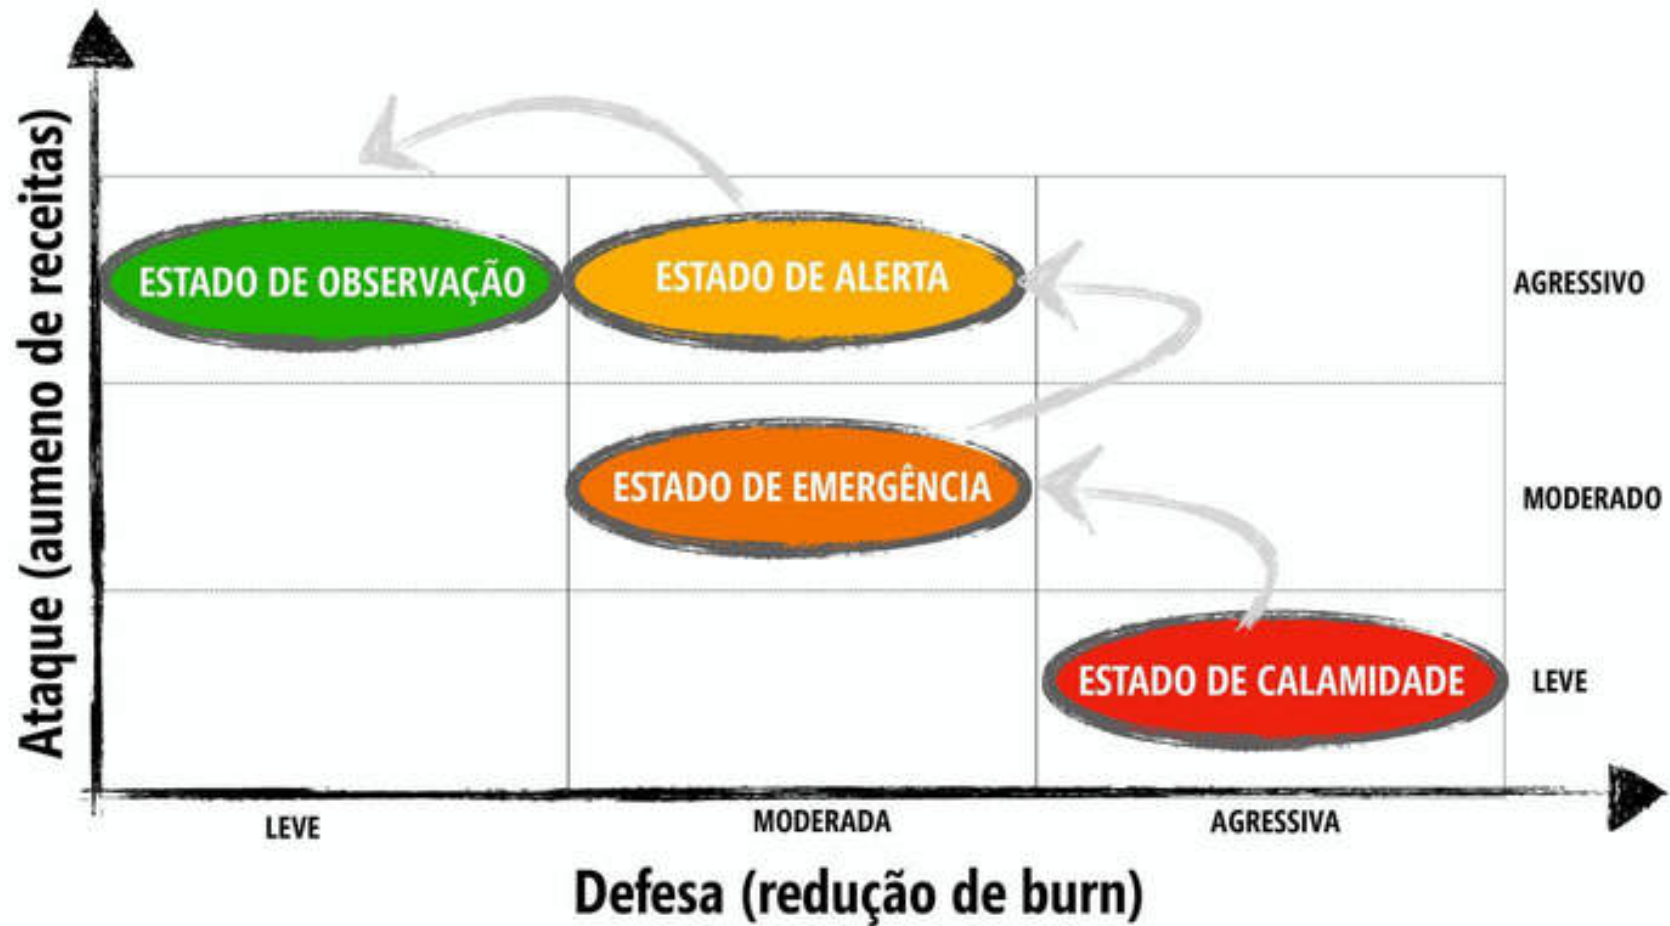 Ataque (aumeno de receitas)
ESTADO DE OBSERVAÇÃO
ESTADO DE ALERTA
AGRESSIVO
ESTADO DE EMERGÊNCIA
MODERADO
ESTADO DE CALAMIDADE
LEVE
LEVE
MODERADA
AGRESSIVA
Defesa (redução de burn)